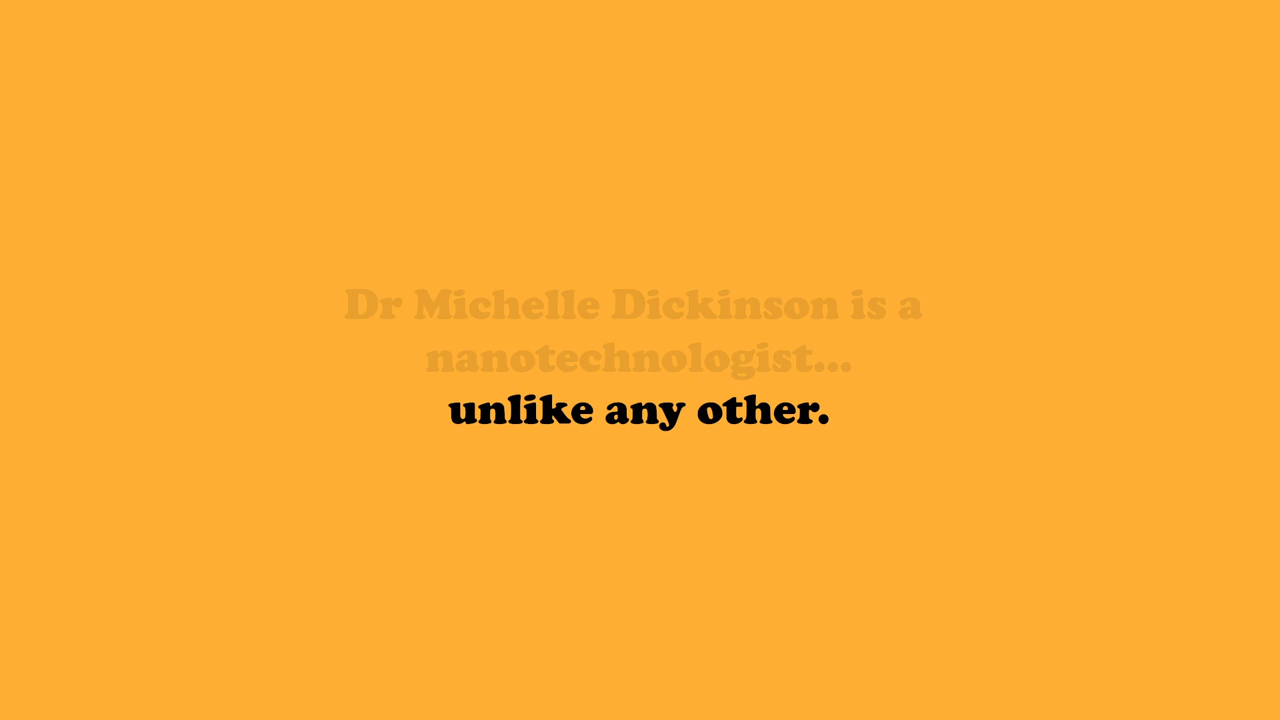 Dr Michelle Dickinson is a
nanotechnologist...
unlike any other.